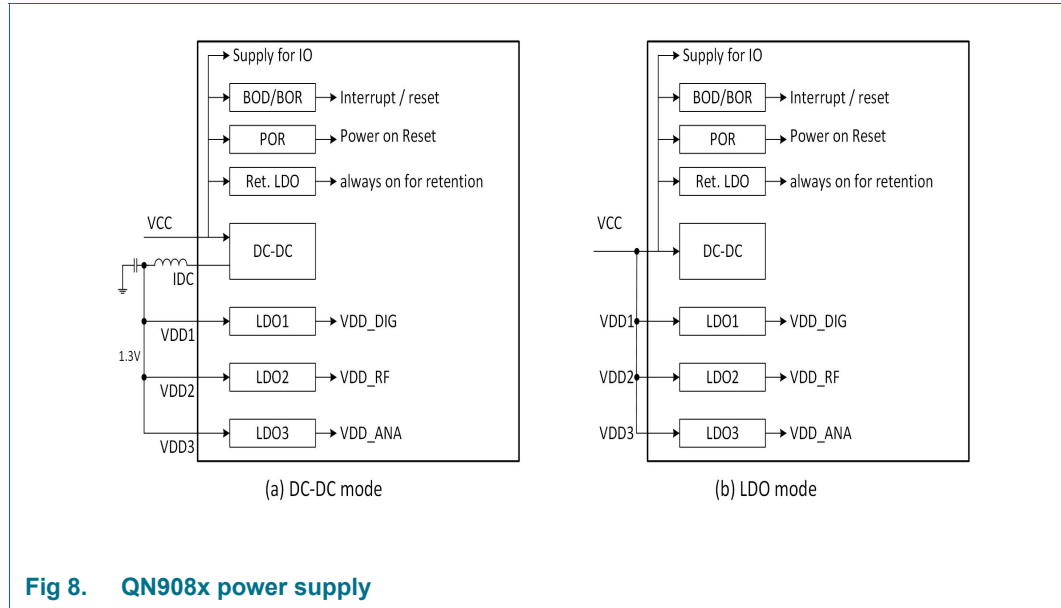 Supply for IO
BOD/BOR
Interrupt / reset
POR
Power on Reset
Ret. LDO
always on for retention
VCC
DC-DC
IDC
LDO1
VDD_DIG
VDD1
1.3V
LDO2
VDD_RF
VDD2
LDO3
VDD_ANA
VDD3
(a) DC-DC mode
Supply for IO
BOD/BOR
Interrupt / reset
POR
Power on Reset
Ret. LDO
always on for retention
VCC
DC-DC
VDD1
LDO1
VDD_DIG
VDD2
LDO2
VDD_RF
VDD3
LDO3
VDD_ANA
(b) LDO mode
Fig 8. QN908x power supply